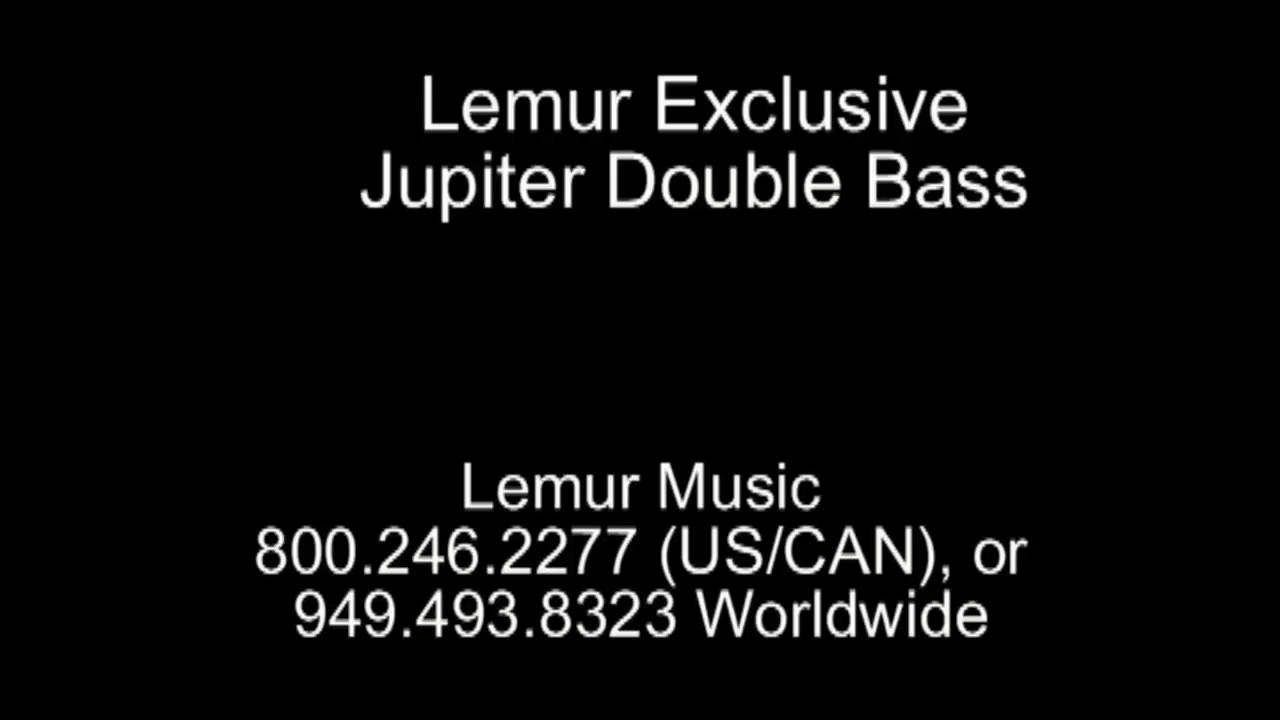 Lemur Exclusive
Jupiter Double Bass
Lemur Music
800.246.2277 (US/CAN), or
949.493.8323 Worldwide